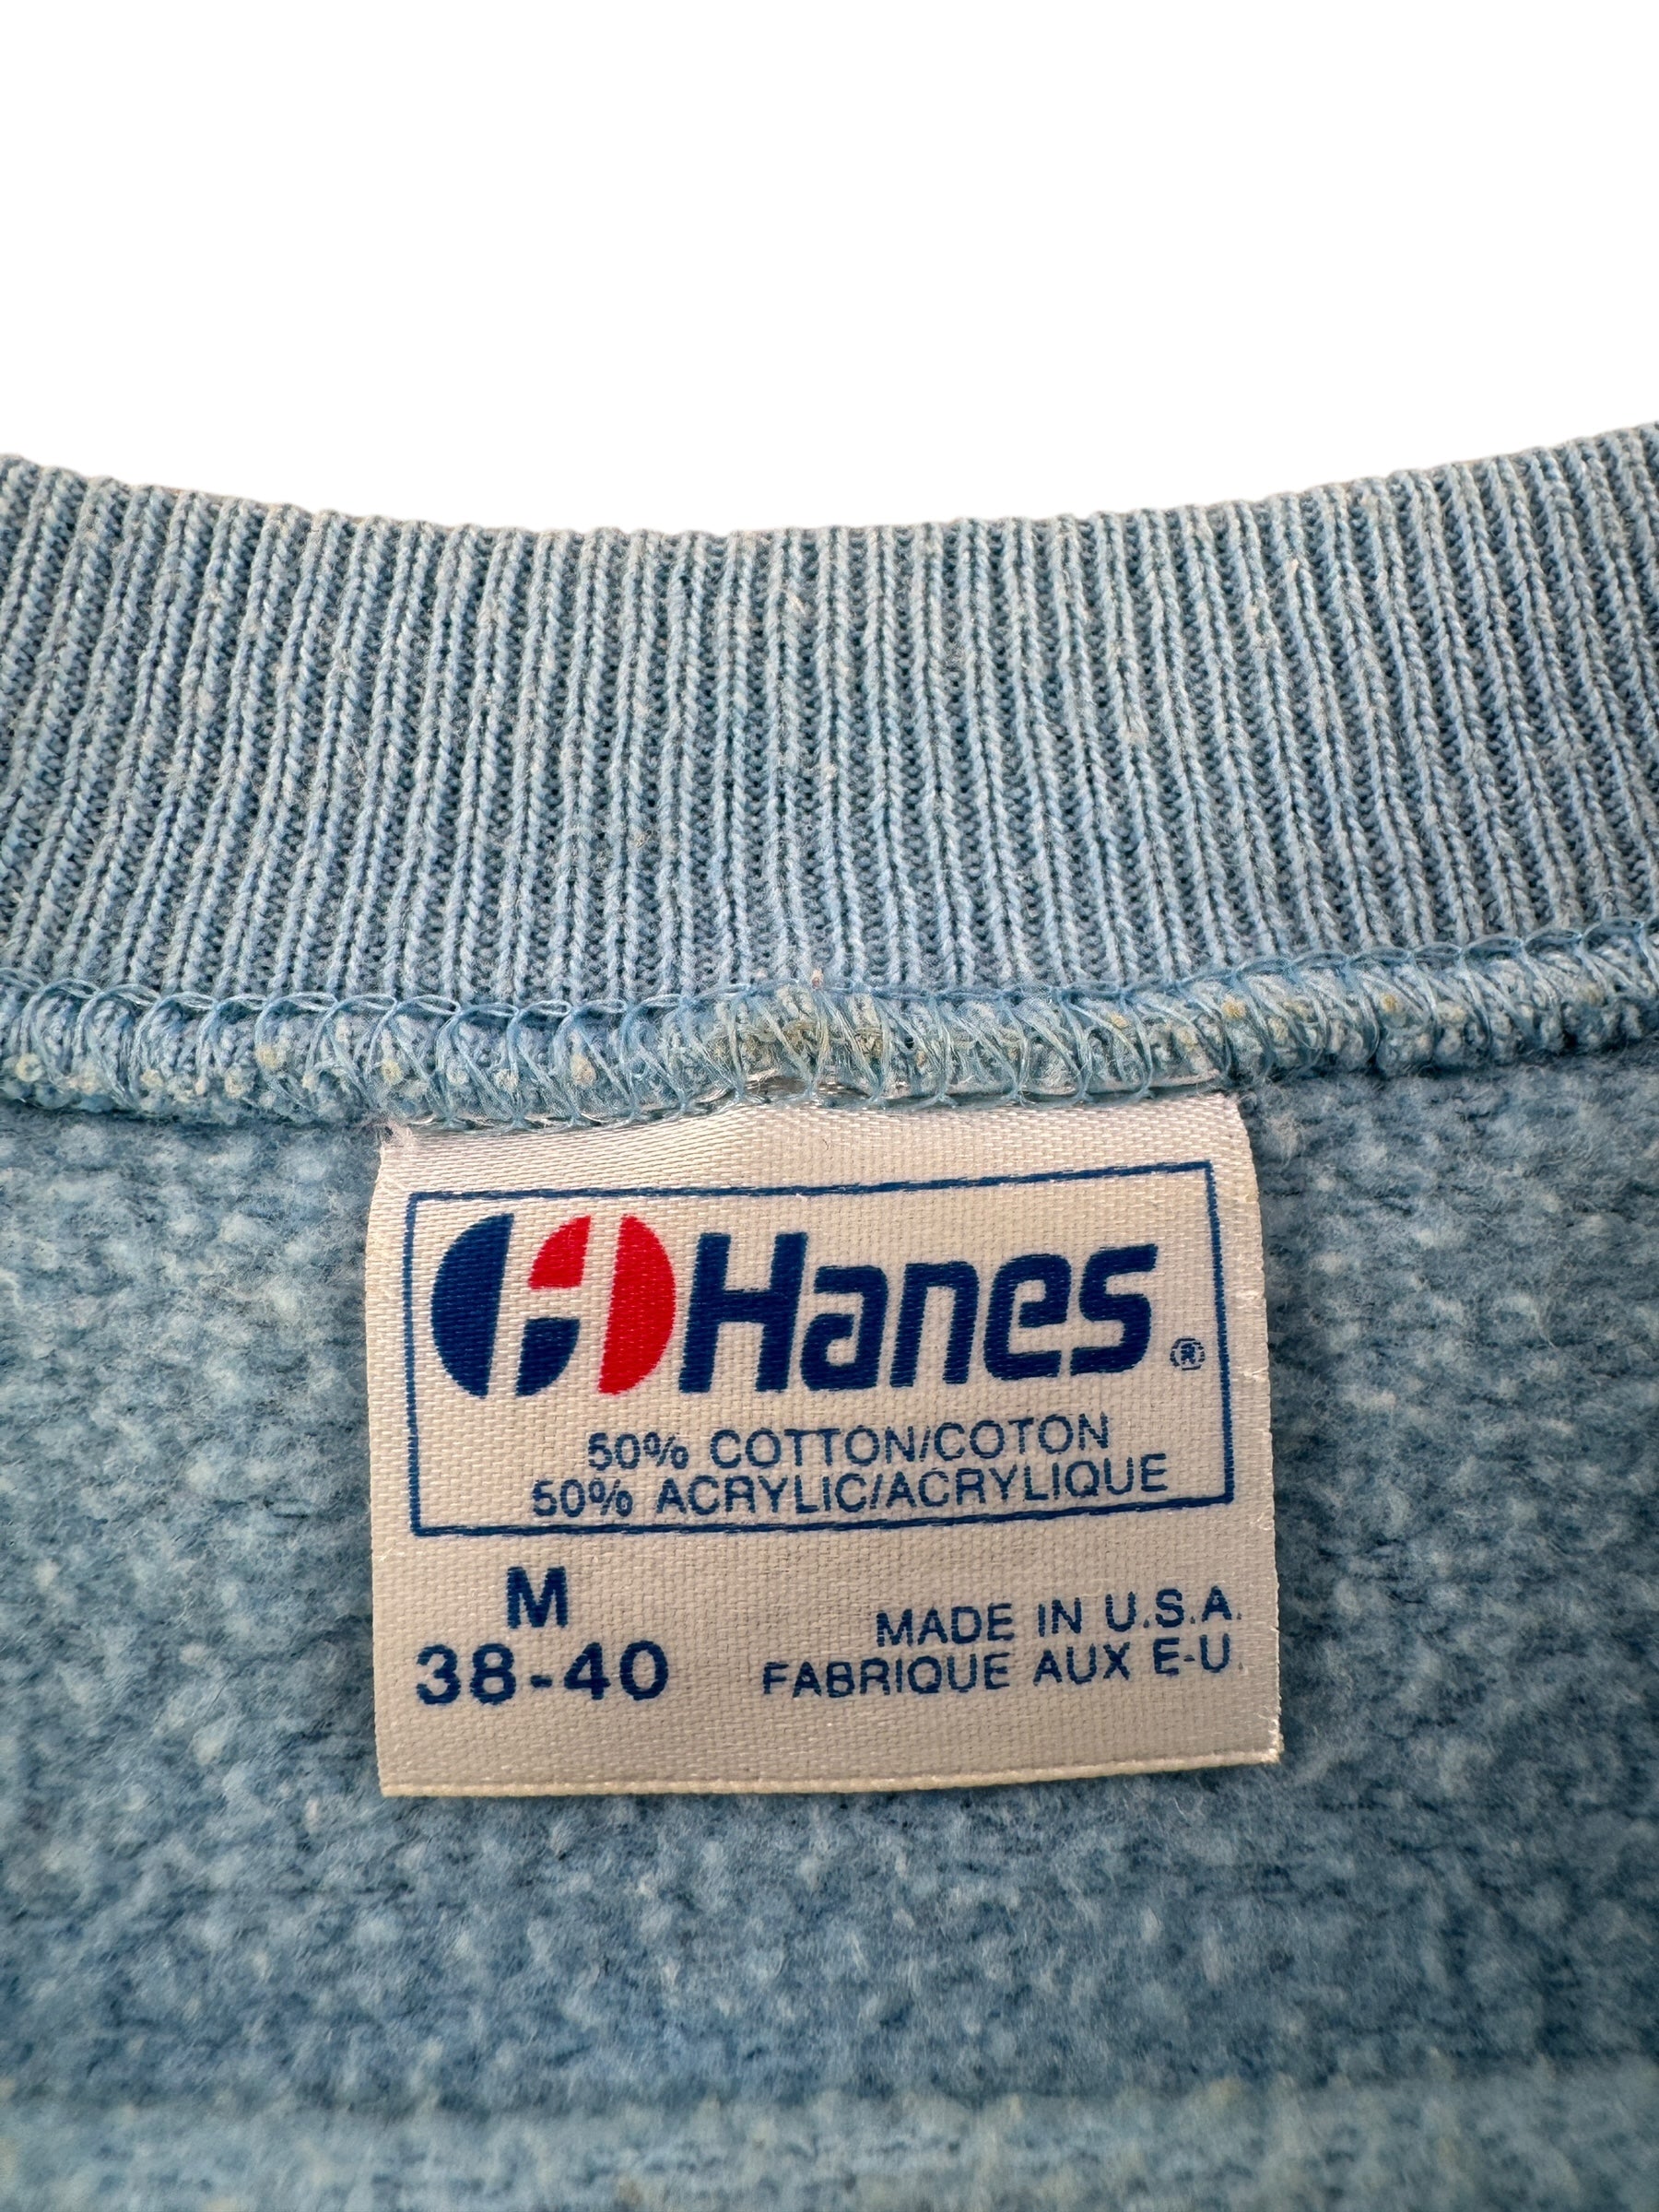 Hanes®
50% COTTON/COTON
50% ACRYLIC/ACRYLIQUE
M
38-40
MADE IN U.S.A.
FABRIQUE AUX E-U.